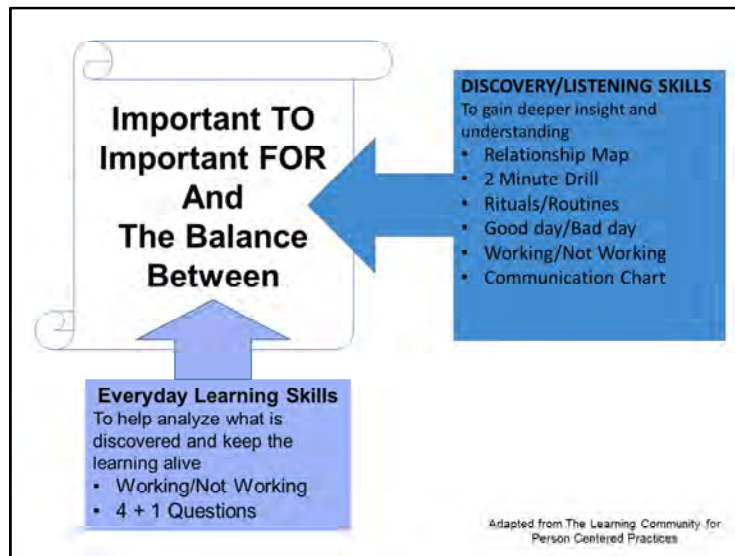 Important TO
Important FOR
And
The Balance
Between
DISCOVERY/LISTENING SKILLS
To gain deeper insight and
understanding
• Relationship Map
• 2 Minute Drill
• Rituals/Routines
• Good day/Bad day
• Working/Not Working
• Communication Chart
Everyday Learning Skills
To help analyze what is
discovered and keep the
learning alive
• Working/Not Working
• 4 + 1 Questions
Adapted from The Learning Community for
Person Centered Practices